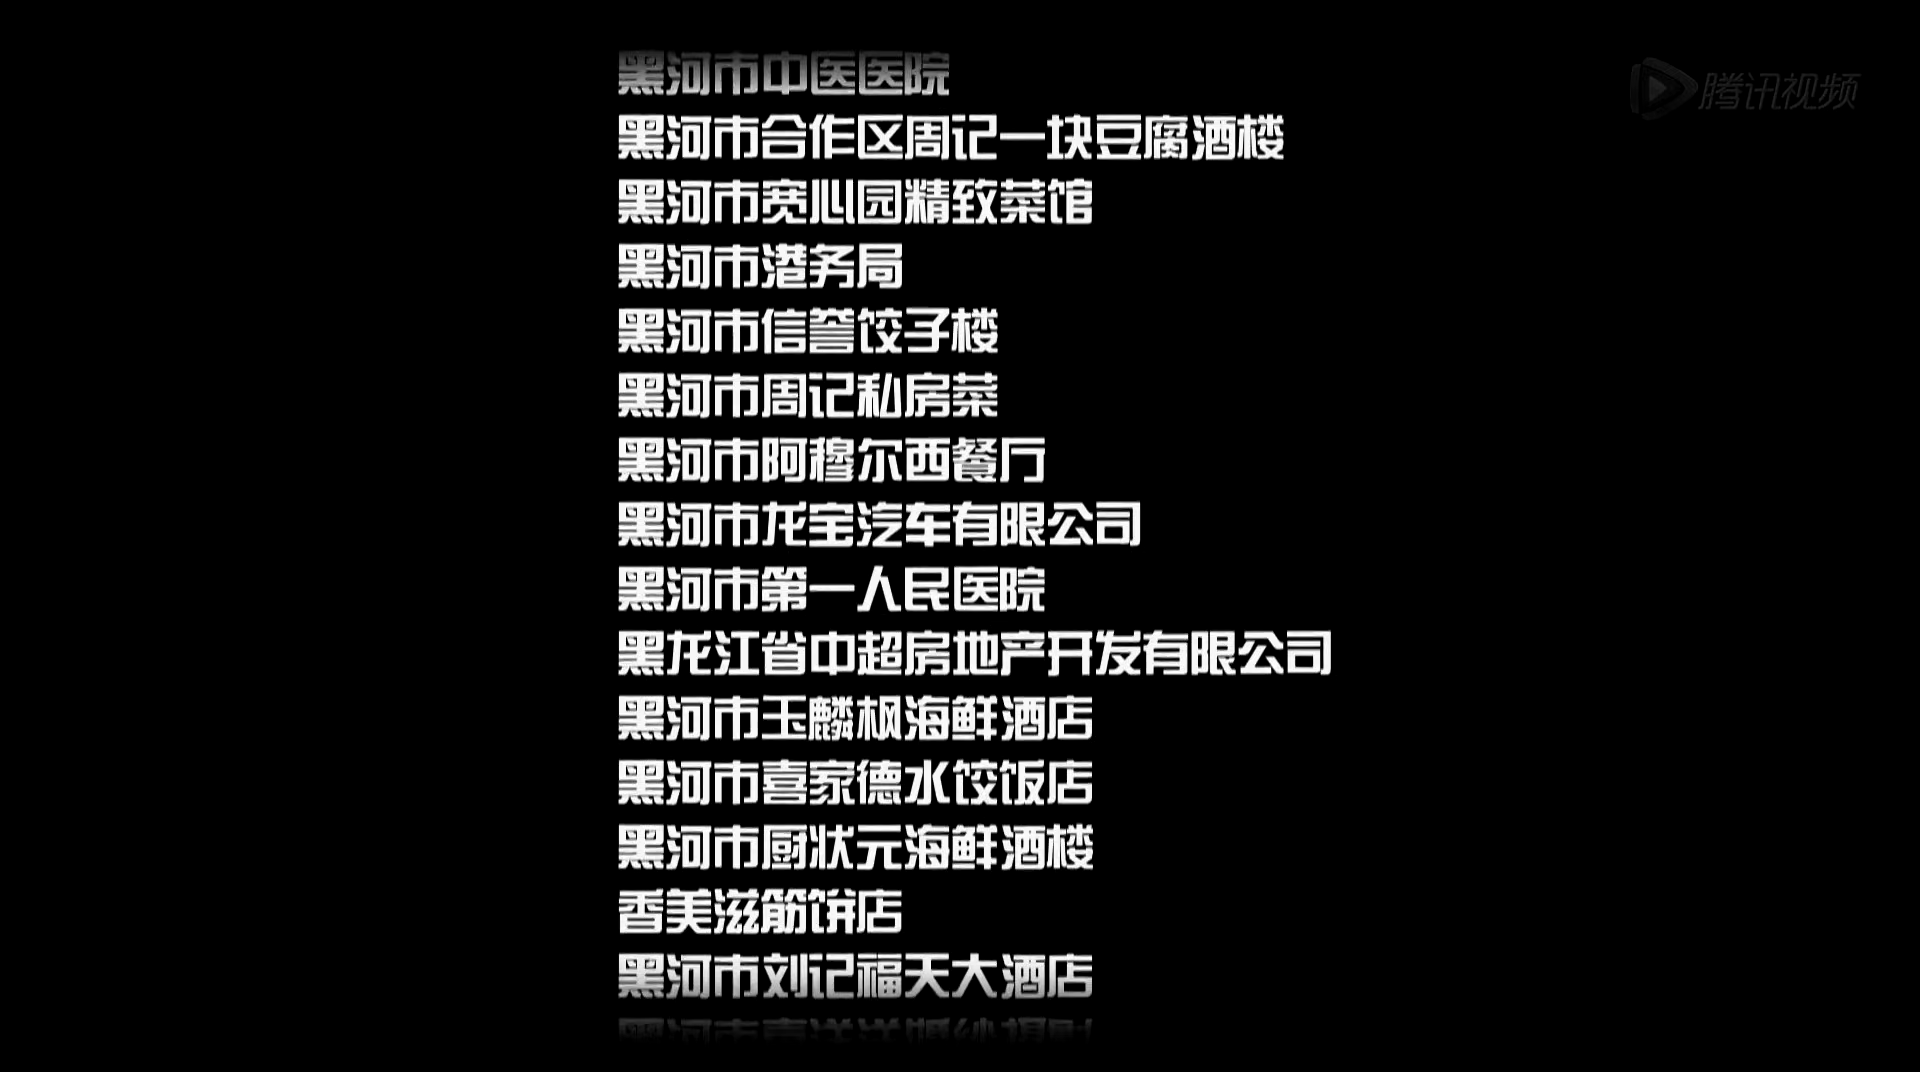 黑河市中医医院
腾讯视频
黑河市合作区周记一块豆腐酒楼
黑河市宽心园精致菜馆
黑河市港务局
黑河市信誉饺子楼
黑河市周记私房菜
黑河市阿穆尔西餐厅
黑河市龙宝汽车有限公司
黑河市第一人民医院
黑龙江省中超房地产开发有限公司
黑河市玉麟枫海鲜酒店
黑河市喜家德水饺饭店
黑河市厨状元海鲜酒楼
香美滋筋饼店
黑河市刘记福天大酒店
黑河市